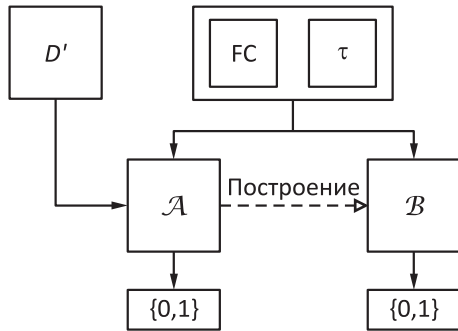 D′
FC
τ
Построение
𝒜
ℬ
{0,1}
{0,1}